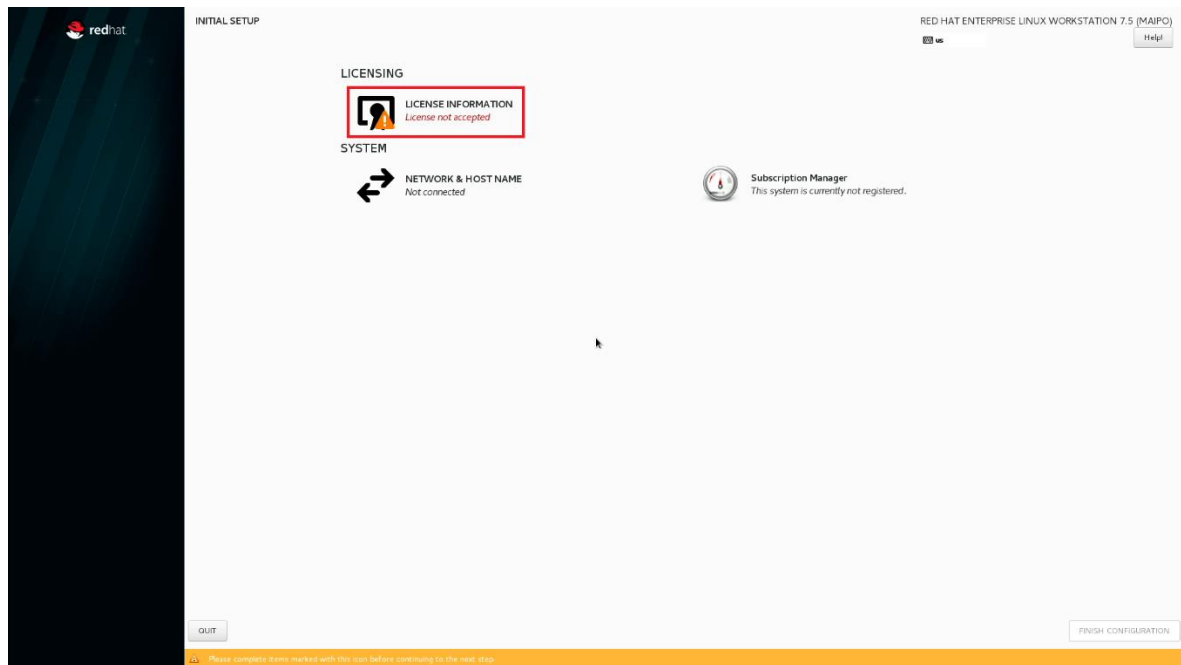 redhat
INITIAL SETUP
RED HAT ENTERPRISE LINUX WORKSTATION 7.5 (MAIPO)
us
Help!
LICENSING
LICENSE INFORMATION
License not accepted
SYSTEM
NETWORK & HOST NAME
Not connected
Subscription Manager
This system is currently not registered.
QUIT
FINISH CONFIGURATION
Please complete items marked with this icon before continuing to the next step.